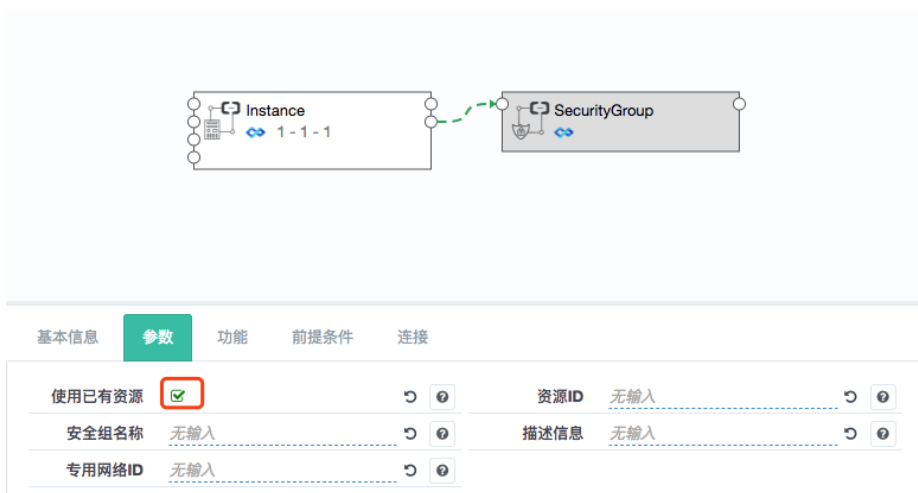 Instance
1 - 1 - 1
SecurityGroup
基本信息 参数 功能 前提条件 连接
使用已有资源 资源ID 无输入
安全组名称 无输入 描述信息 无输入
专用网络ID 无输入